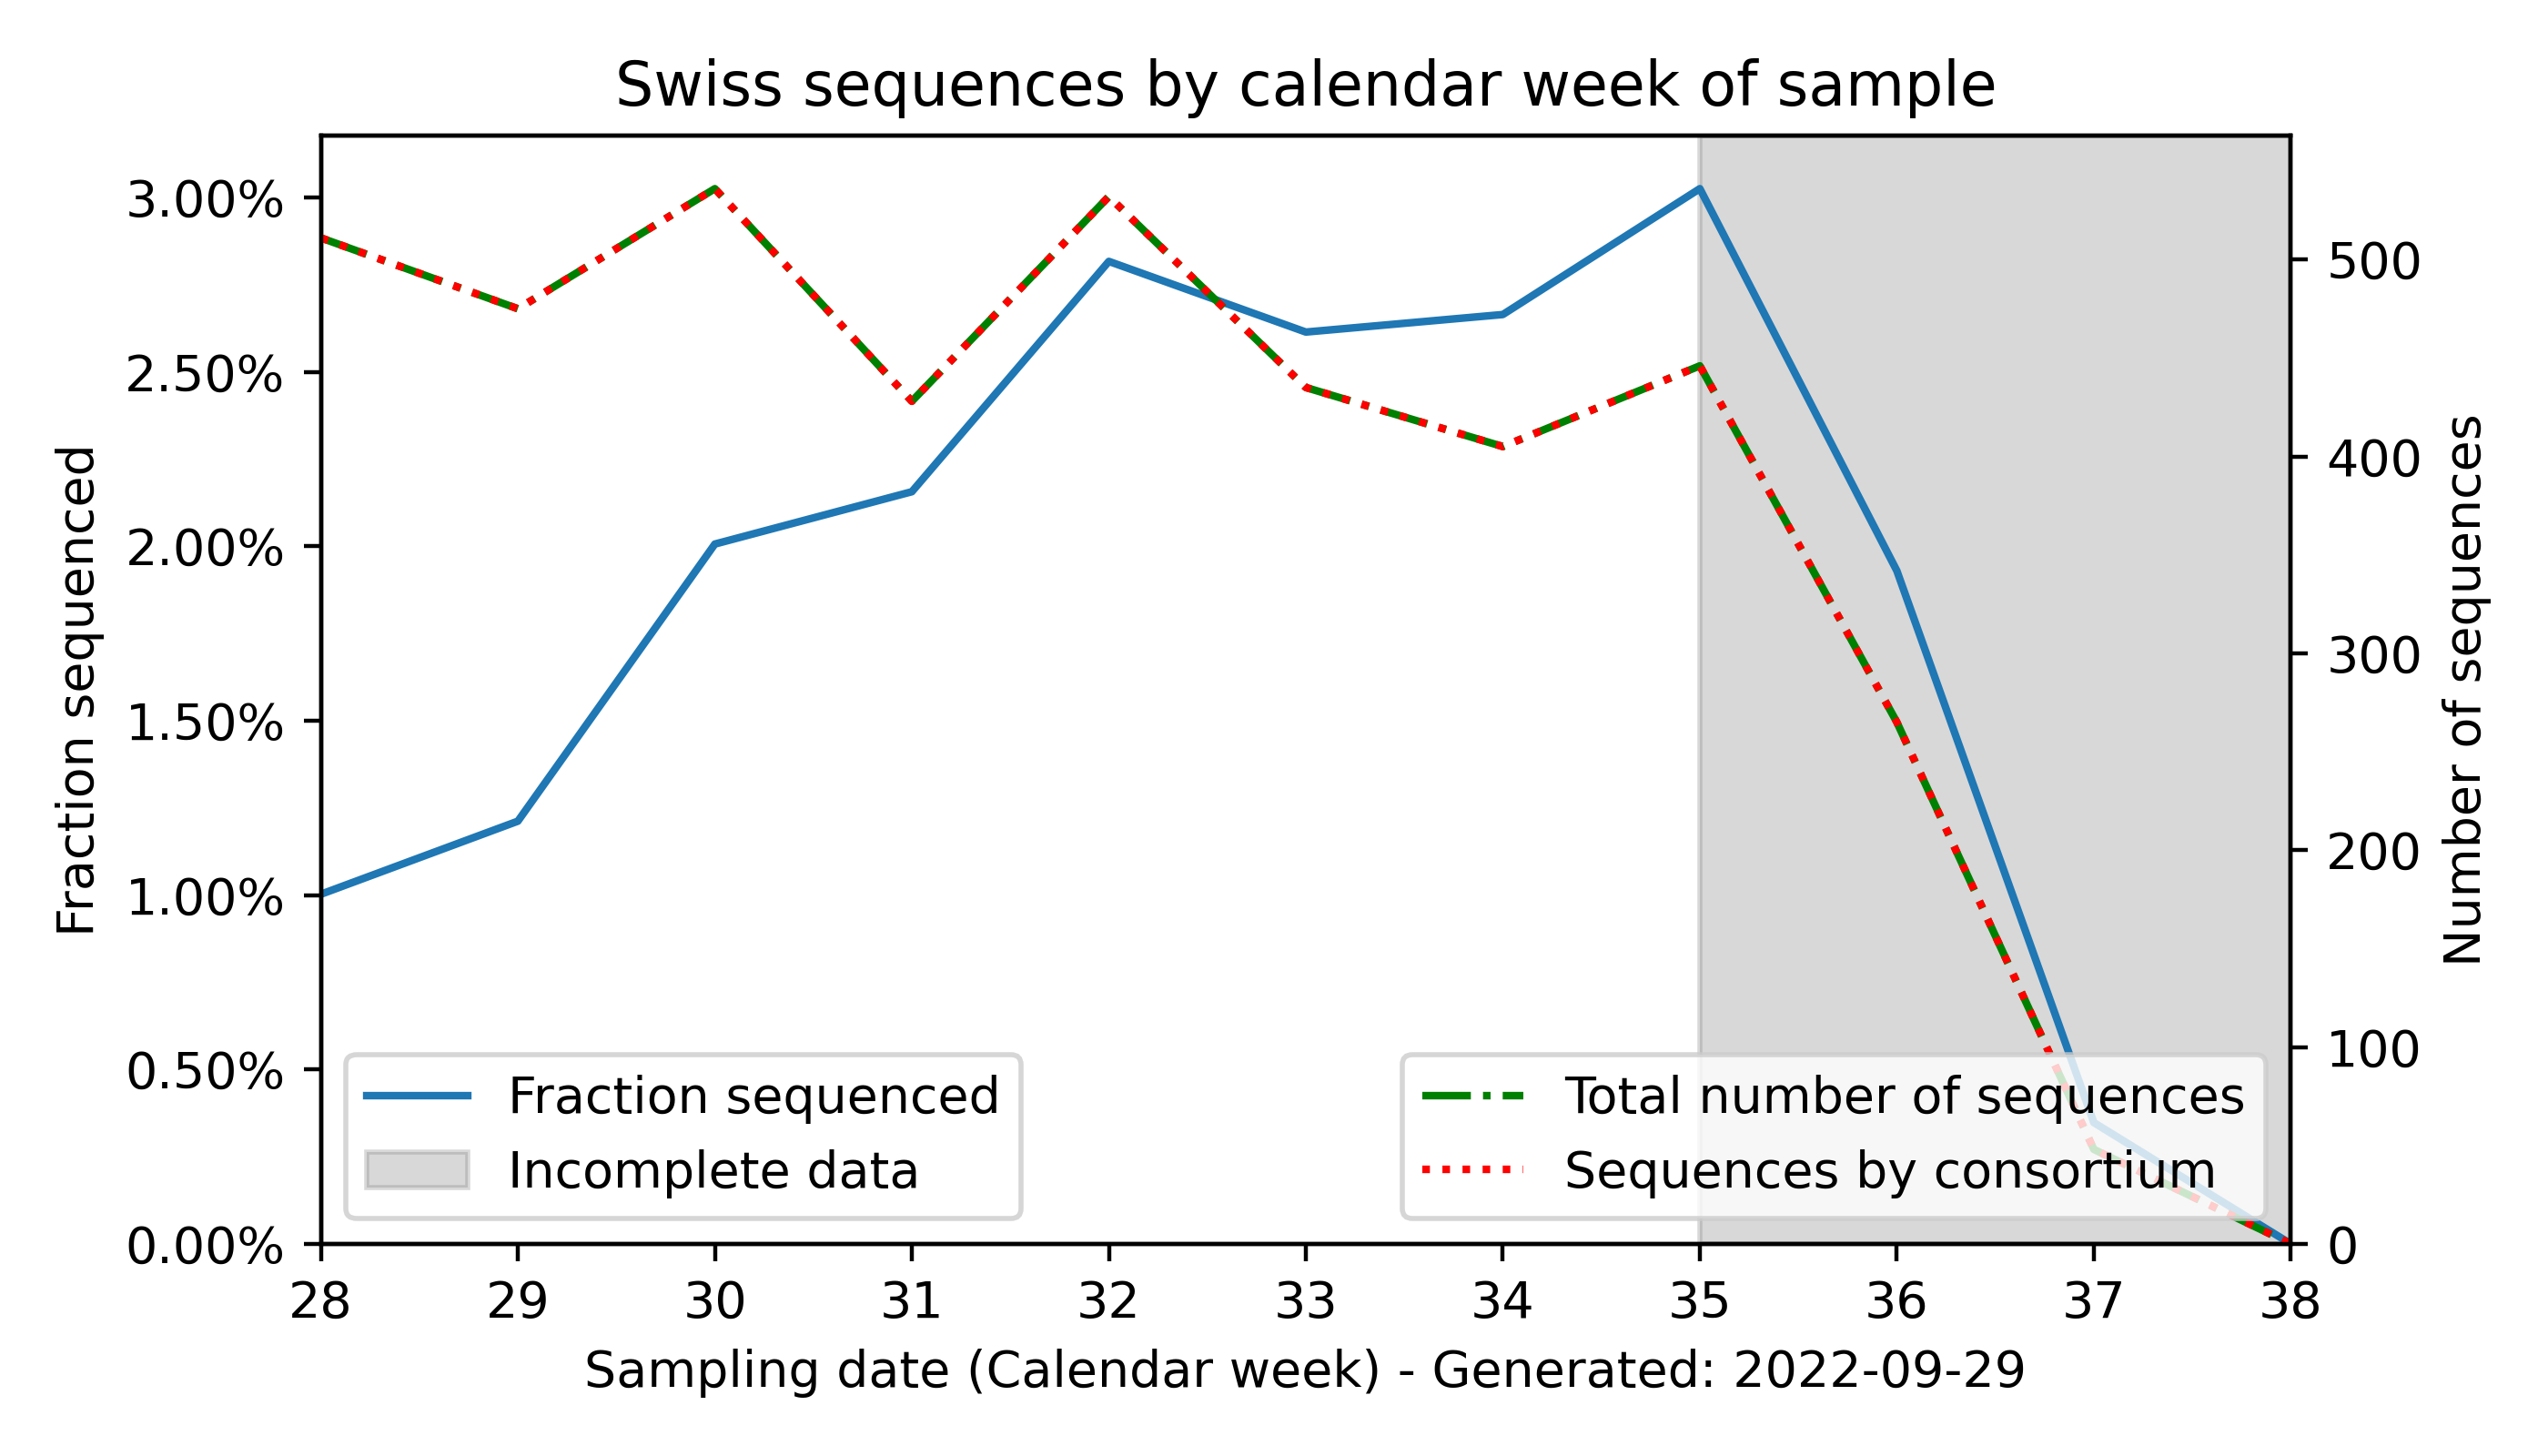 Swiss sequences by calendar week of sample
3.00%
2.50%
2.00%
1.50%
1.00%
0.50%
0.00%
Fraction sequenced
500
400
300
200
100
0
Number of sequences
Fraction sequenced
Incomplete data
Total number of sequences
Sequences by consortium
28 29 30 31 32 33 34 35 36 37 38
Sampling date (Calendar week) - Generated: 2022-09-29